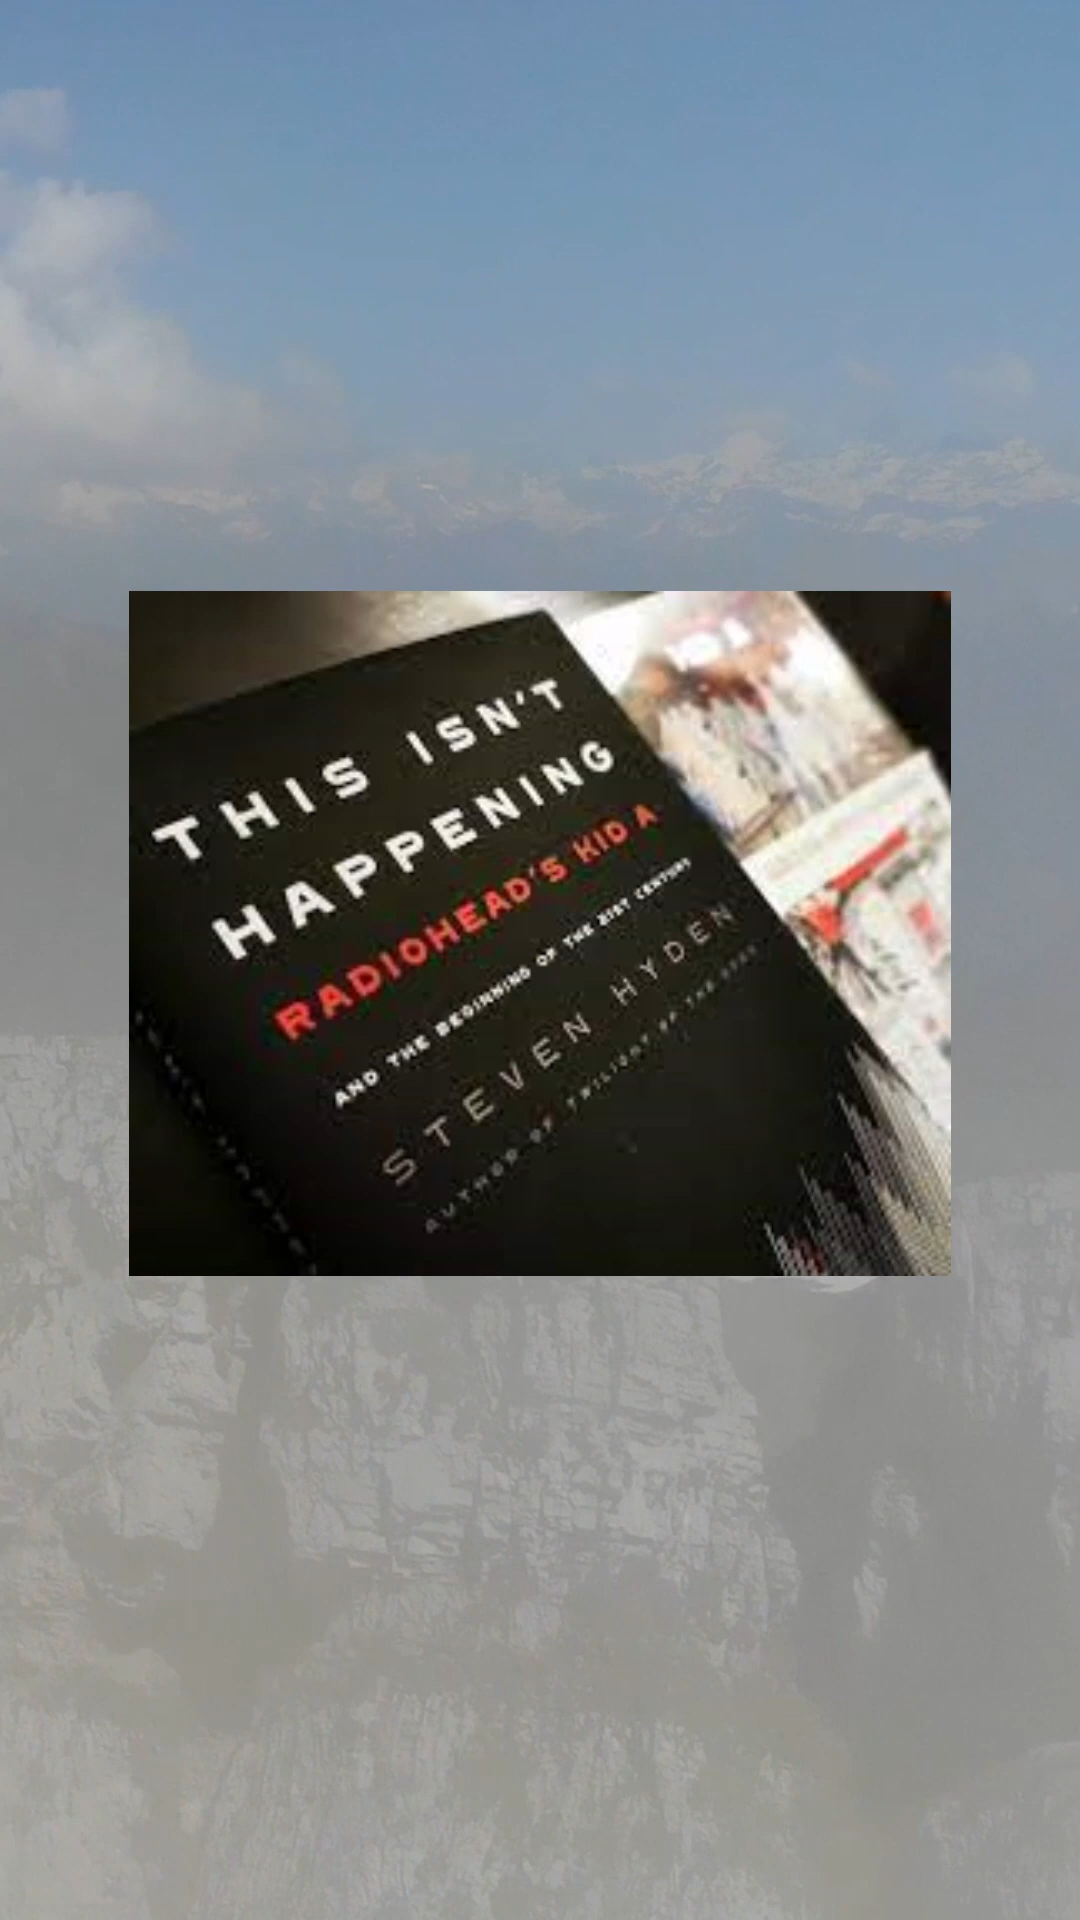 THIS ISN'T
HAPPENING
RADIOHEAD'S KID A
AND THE BEGINNING OF THE 21ST CENTURY
STEVEN HYDEN
AUTHOR OF TWILIGHT OF THE GODS